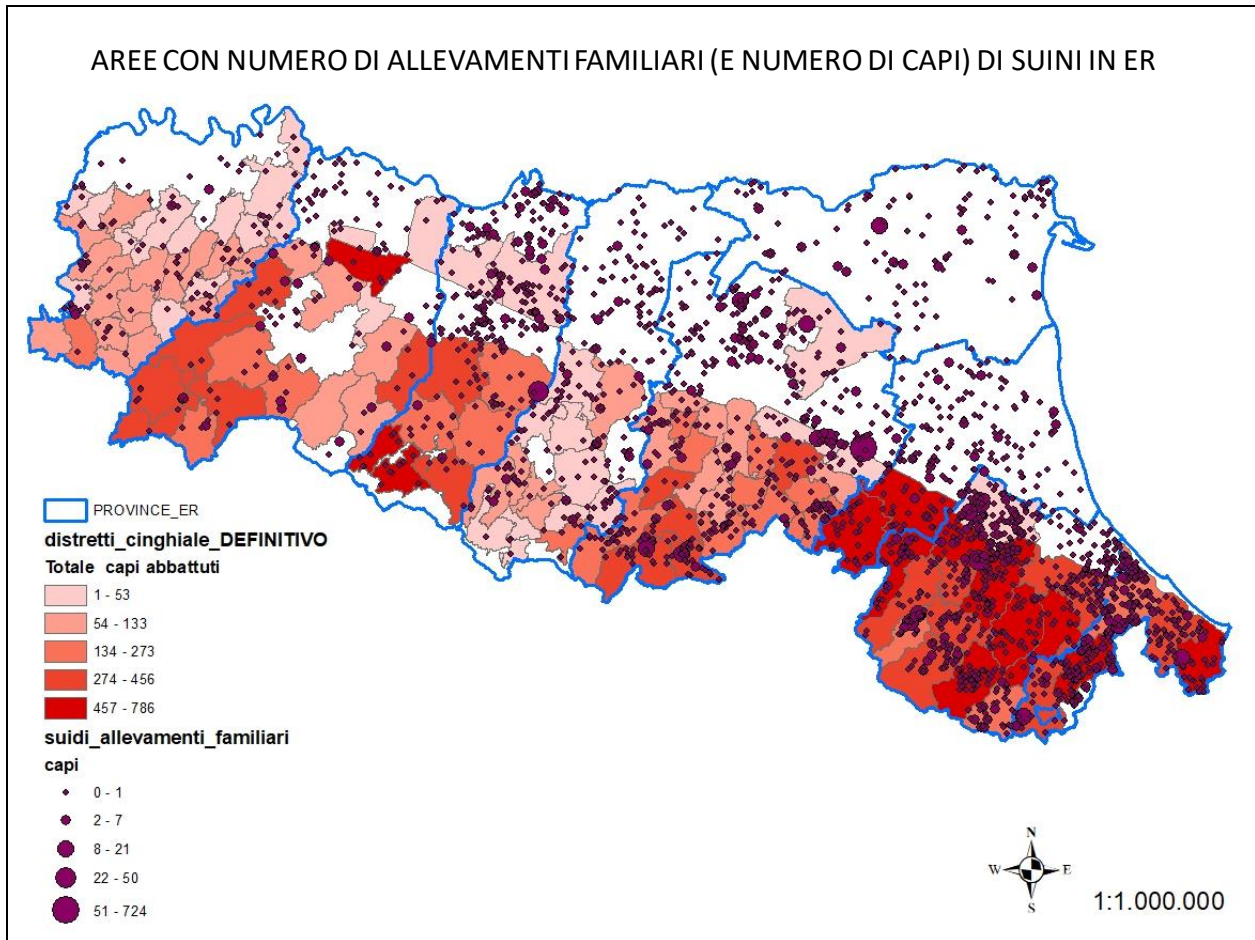 AREE CON NUMERO DI ALLEVAMENTI FAMILIARI (E NUMERO DI CAPI) DI SUINI IN ER
PROVINCE_ER
distretti_cinghiale_DEFINITIVO
Totale capi abbattuti
1 - 53
54 - 133
134 - 273
274 - 456
457 - 786
suidi_allevamenti_familiari
capi
0 - 1
2 - 7
8 - 21
22 - 50
51 - 724
N
W E
S
1:1.000.000